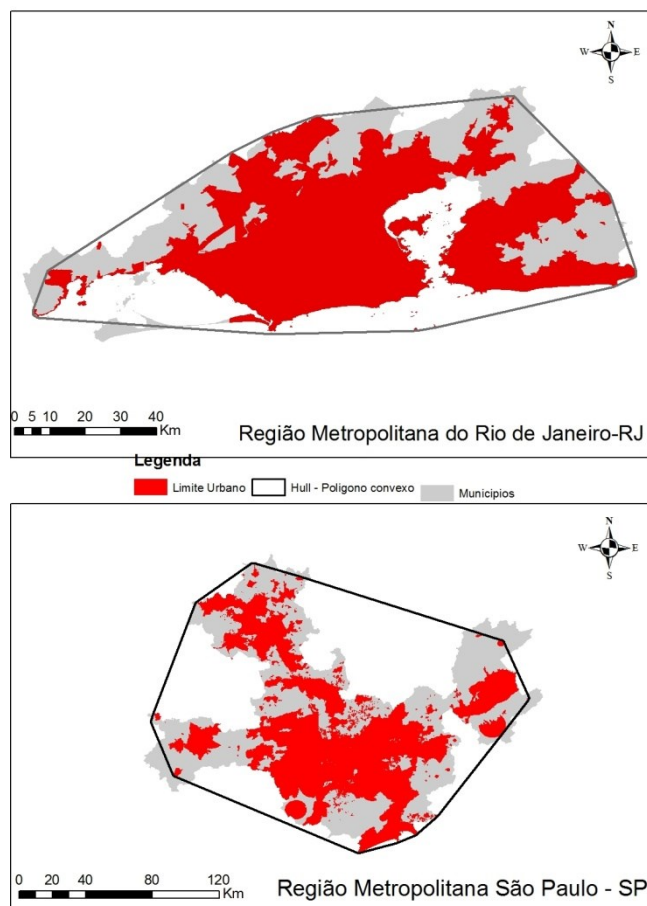 N
W E
S
0 5 10 20 30 40
Km
Região Metropolitana do Rio de Janeiro-RJ
Legenda
Limite Urbano Hull - Poligono convexo Municipios
N
W E
S
0 20 40 80 120
Km
Região Metropolitana São Paulo - SP